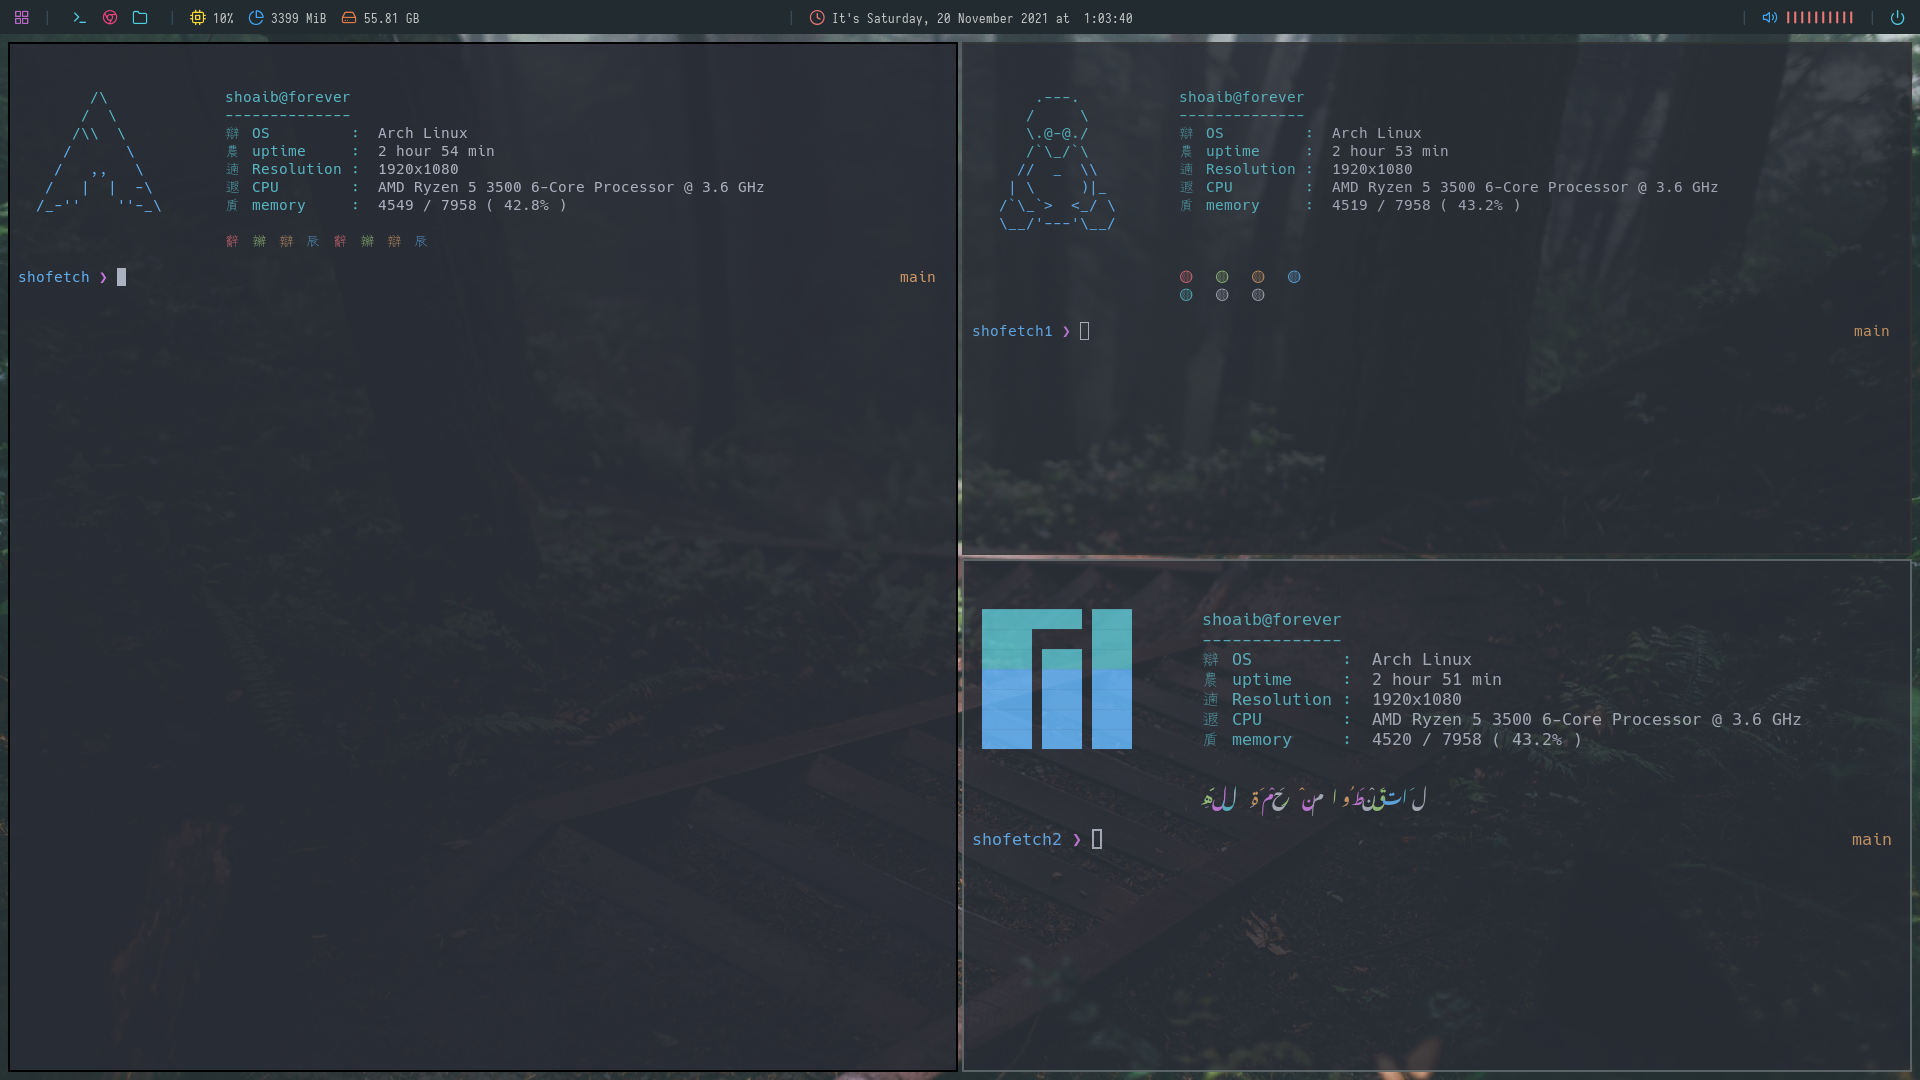 10% 3399 MiB 55.81 GB
It's Saturday, 20 November 2021 at 1:03:40
shoaib@forever
--------------
OS : Arch Linux
uptime : 2 hour 54 min
Resolution : 1920x1080
CPU : AMD Ryzen 5 3500 6-Core Processor @ 3.6 GHz
memory : 4549 / 7958 ( 42.8% )
shofetch ❯ main
shoaib@forever
--------------
OS : Arch Linux
uptime : 2 hour 53 min
Resolution : 1920x1080
CPU : AMD Ryzen 5 3500 6-Core Processor @ 3.6 GHz
memory : 4519 / 7958 ( 43.2% )
shofetch1 ❯ main
shoaib@forever
--------------
OS : Arch Linux
uptime : 2 hour 51 min
Resolution : 1920x1080
CPU : AMD Ryzen 5 3500 6-Core Processor @ 3.6 GHz
memory : 4520 / 7958 ( 43.2% )
shofetch2 ❯ main